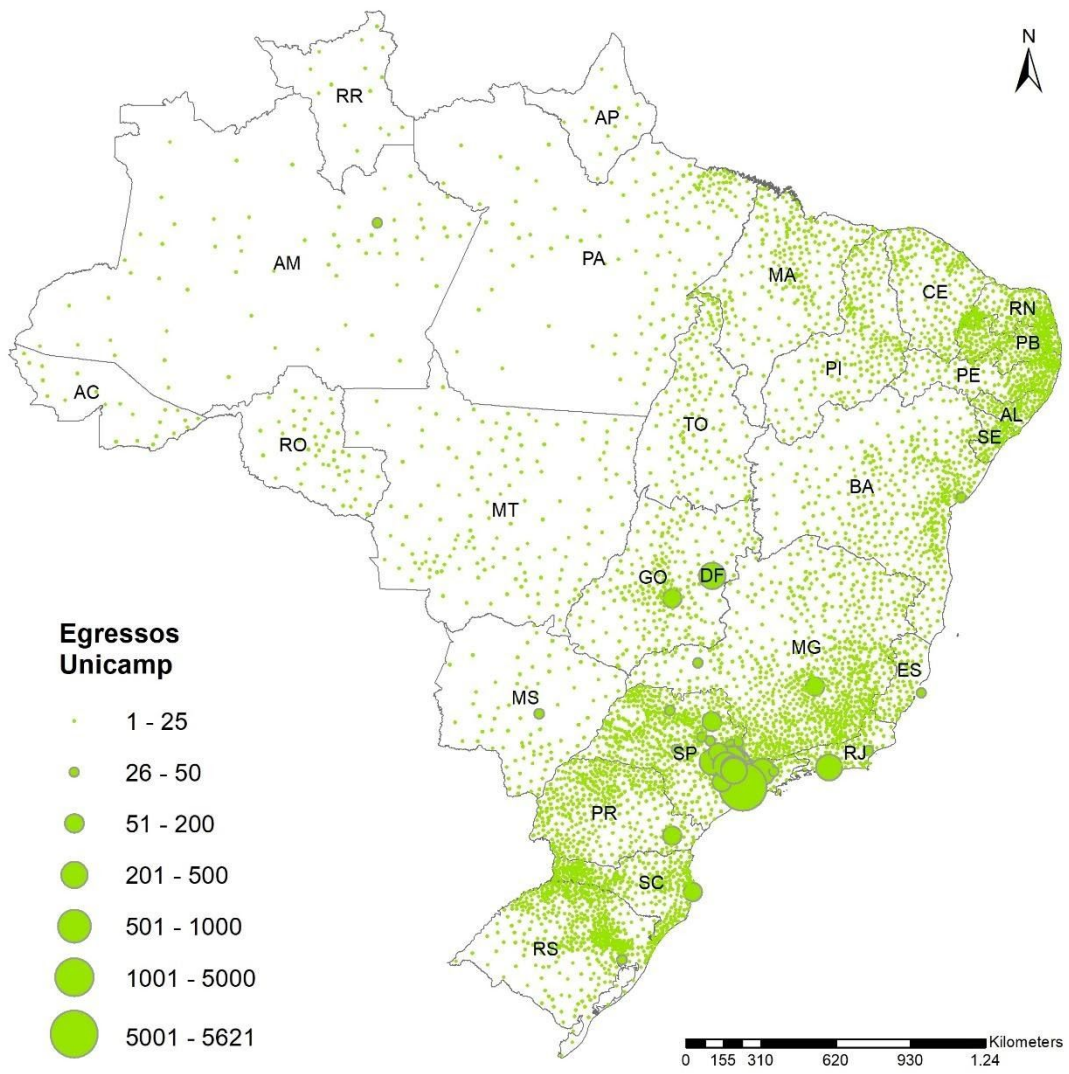 N
RR
AP
AM
PA
MA
CE
RN
PB
PE
PI
AC
AL
SE
TO
RO
BA
MT
GO
DF
MG
ES
MS
SP
RJ
PR
SC
RS
Egressos
Unicamp
1 - 25
26 - 50
51 - 200
201 - 500
501 - 1000
1001 - 5000
5001 - 5621
Kilometers
0 155 310 620 930 1.24